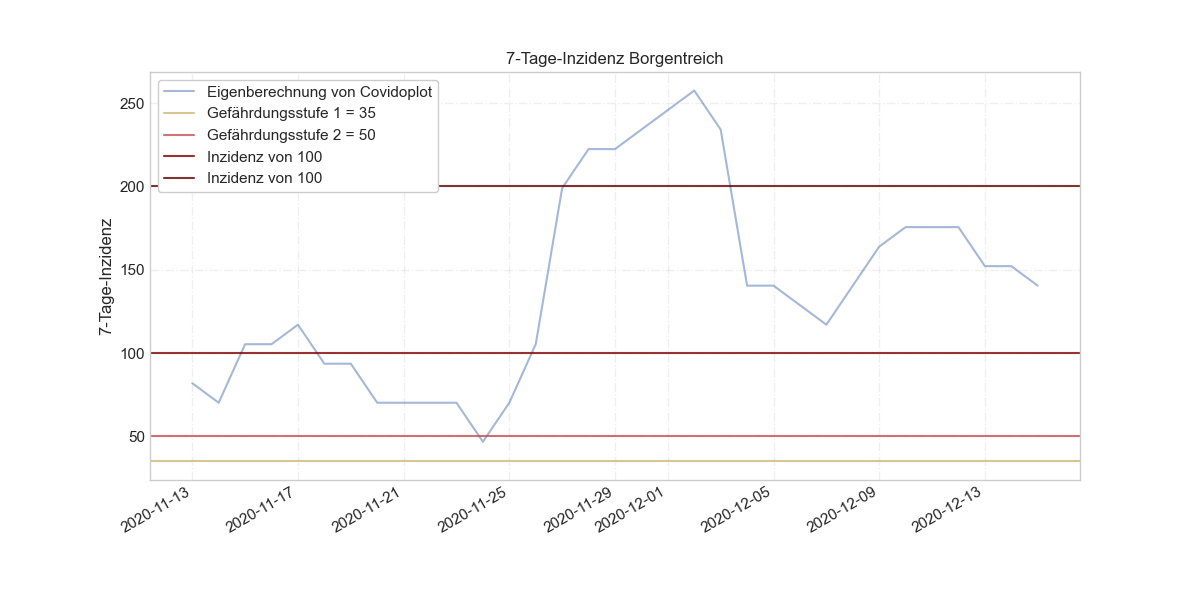 7-Tage-Inzidenz Borgentreich
Eigenberechnung von Covidoplot
Gefährdungsstufe 1 = 35
Gefährdungsstufe 2 = 50
Inzidenz von 100
Inzidenz von 100
7-Tage-Inzidenz
250
200
150
100
50
2020-11-13
2020-11-17
2020-11-21
2020-11-25
2020-11-29
2020-12-01
2020-12-05
2020-12-09
2020-12-13